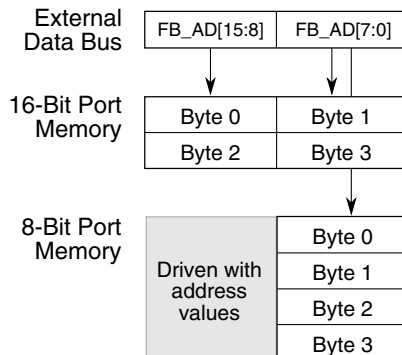 External
Data Bus
FB_AD[15:8]
FB_AD[7:0]
16-Bit Port
Memory
Byte 0
Byte 1
Byte 2
Byte 3
8-Bit Port
Memory
Driven with
address
values
Byte 0
Byte 1
Byte 2
Byte 3